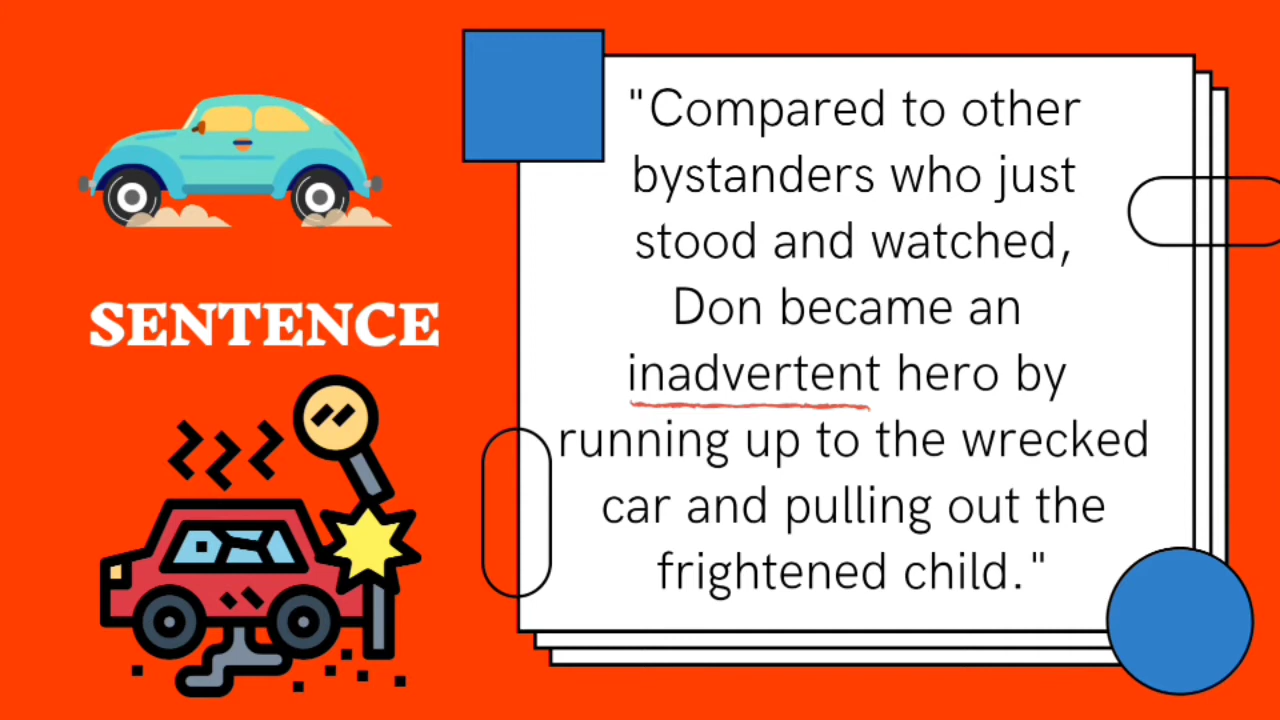 SENTENCE
"Compared to other
bystanders who just
stood and watched,
Don became an
inadvertent hero by
running up to the wrecked
car and pulling out the
frightened child."